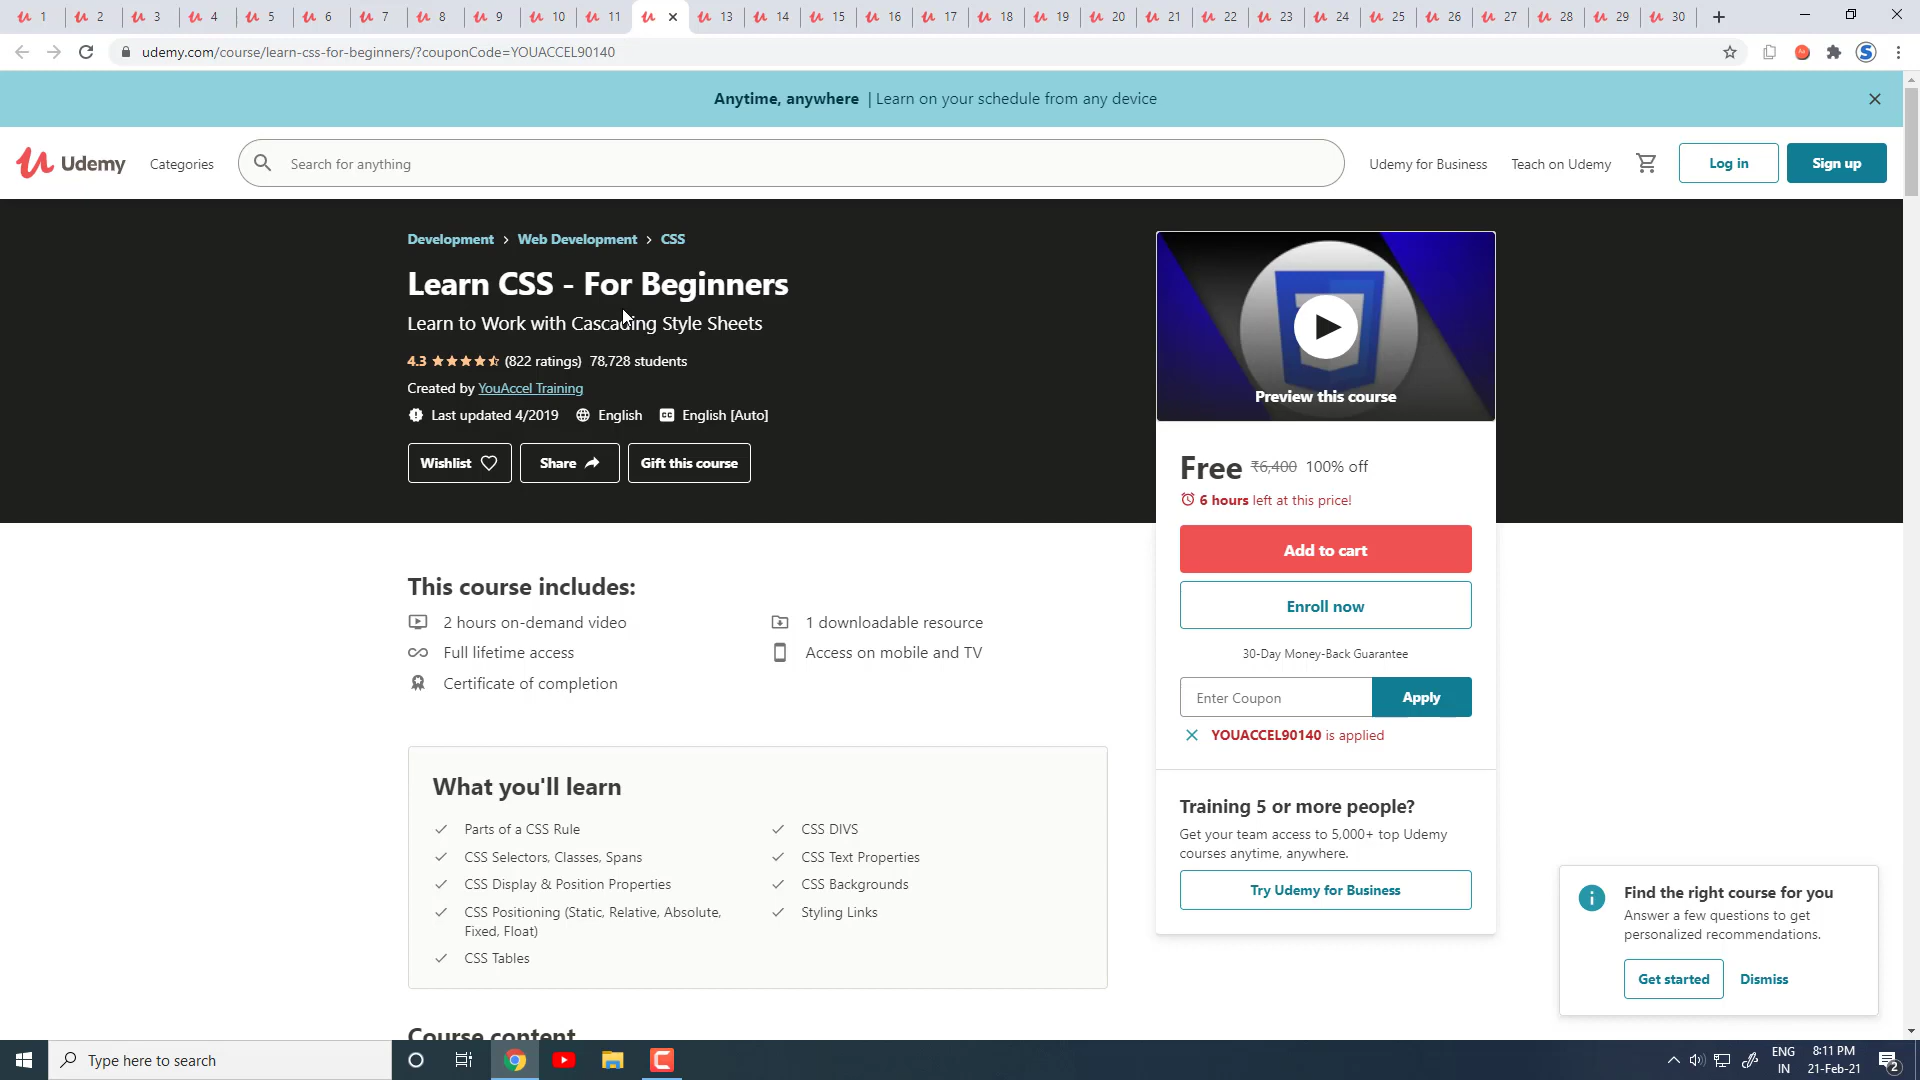 1 2 3 4 5 6 7 8 9 10 11 13 14 15 16 17 18 19 20 21 22 23 24 25 26 27 28 29 30
udemy.com/course/learn-css-for-beginners/?couponCode=YOUACCEL90140
Anytime, anywhere | Learn on your schedule from any device
Udemy Categories Search for anything Udemy for Business Teach on Udemy Log in Sign up
Development > Web Development > CSS
Learn CSS - For Beginners
Learn to Work with Cascading Style Sheets
4.3 (822 ratings) 78,728 students
Created by YouAccel Training
Last updated 4/2019 English CC English [Auto]
Wishlist Share Gift this course
Preview this course
Free ₹6,400 100% off
6 hours left at this price!
Add to cart
Enroll now
30-Day Money-Back Guarantee
Enter Coupon Apply
YOUACCEL90140 is applied
Training 5 or more people?
Get your team access to 5,000+ top Udemy
courses anytime, anywhere.
Try Udemy for Business
This course includes:
2 hours on-demand video
Full lifetime access
Certificate of completion
1 downloadable resource
Access on mobile and TV
What you'll learn
Parts of a CSS Rule
CSS Selectors, Classes, Spans
CSS Display & Position Properties
CSS Positioning (Static, Relative, Absolute,
Fixed, Float)
CSS Tables
CSS DIVS
CSS Text Properties
CSS Backgrounds
Styling Links
Course content
Find the right course for you
Answer a few questions to get
personalized recommendations.
Get started Dismiss
Type here to search
ENG
IN
8:11 PM
21-Feb-21
2